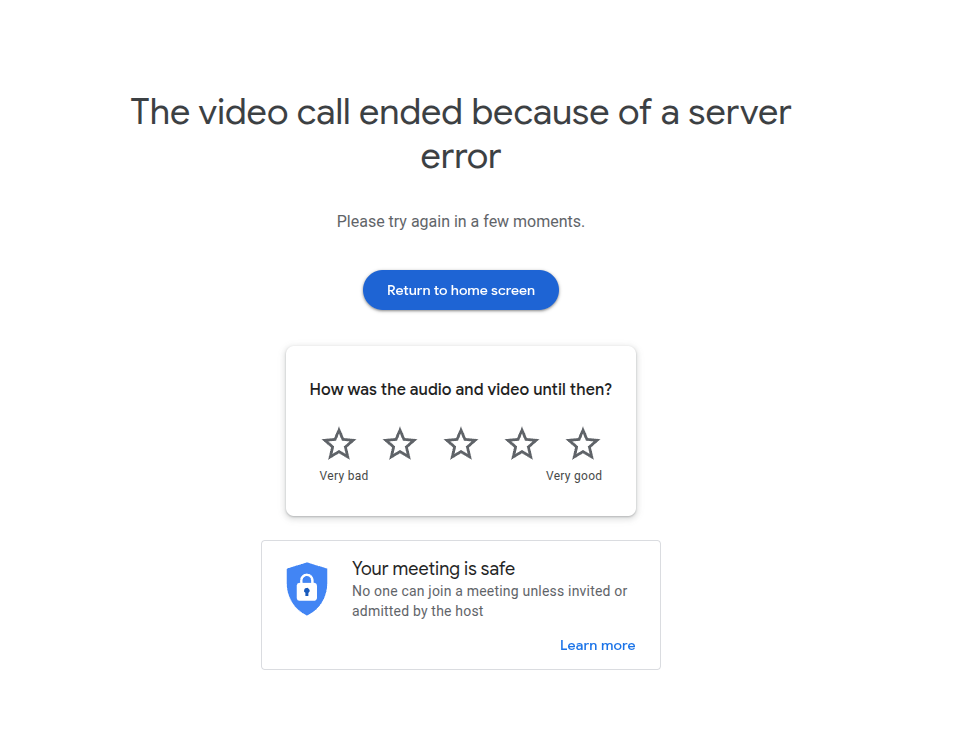 The video call ended because of a server
error
Please try again in a few moments.
Return to home screen
How was the audio and video until then?
Very bad
Very good
Your meeting is safe
No one can join a meeting unless invited or
admitted by the host
Learn more